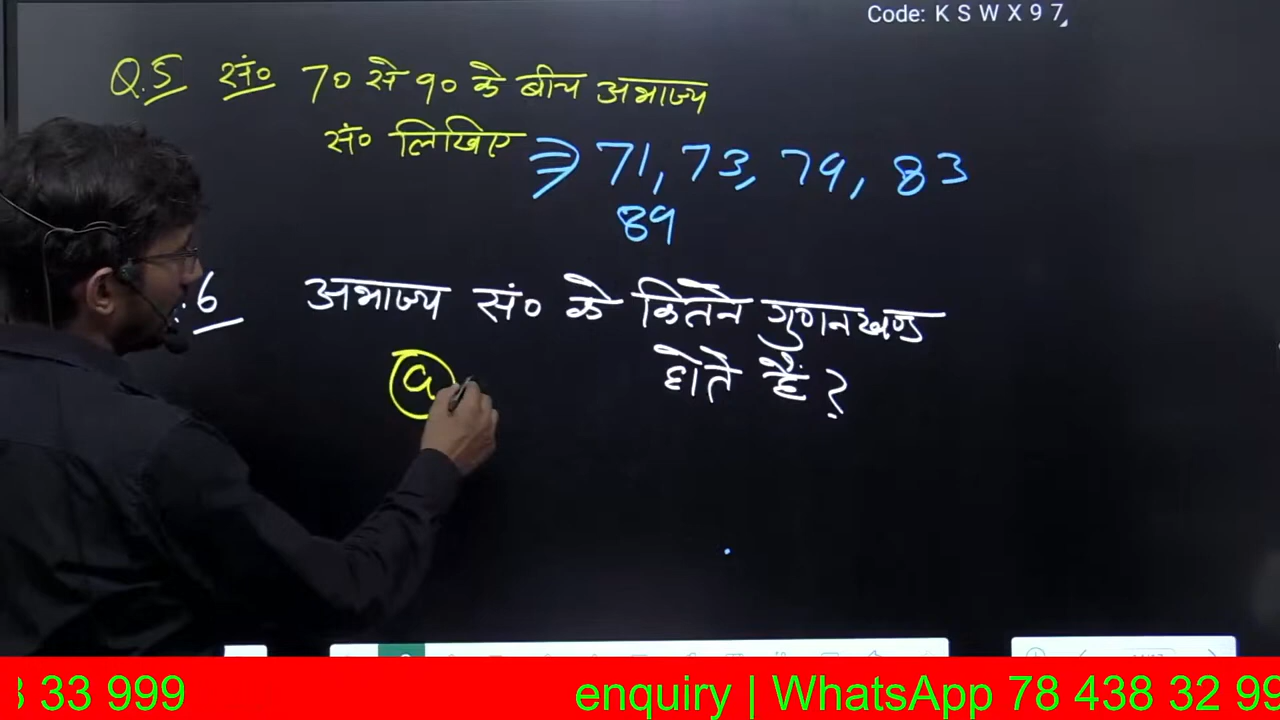 Code: K S W X 9 7
Q.5 सं० 70 से 90 के बीच अभाज्य
सं० लिखिए ⇒ 71, 73, 79, 83
89
.6 अभाज्य सं० के कितने गुणनखण्ड
होते हैं?
a
3 33 999 enquiry | WhatsApp 78 438 32 99